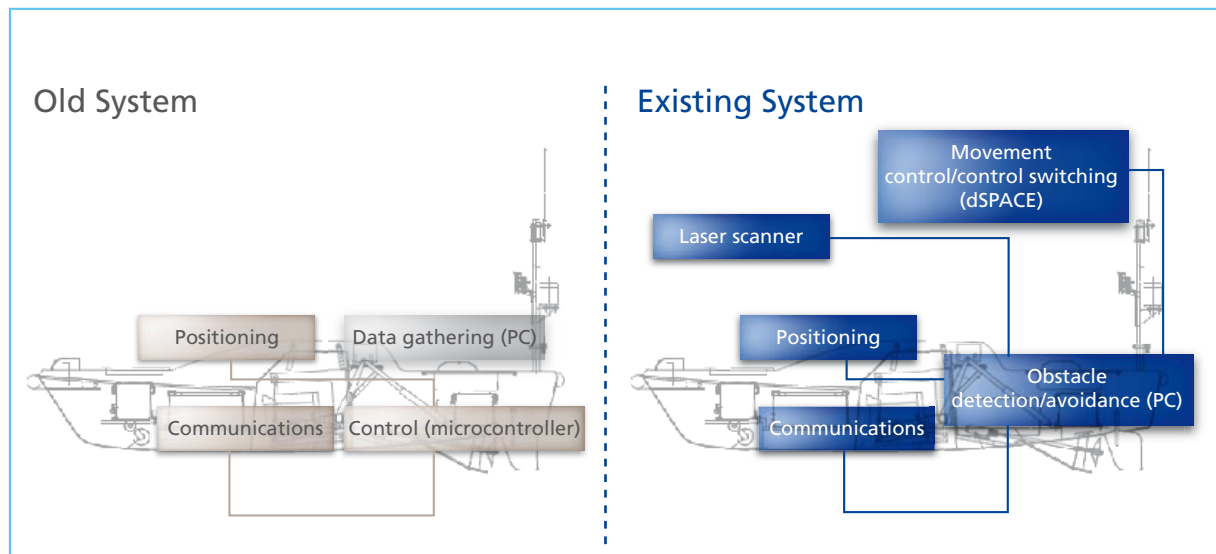 Old System
Positioning
Data gathering (PC)
Communications
Control (microcontroller)
Existing System
Movement
control/control switching
(dSPACE)
Laser scanner
Positioning
Obstacle
detection/avoidance (PC)
Communications